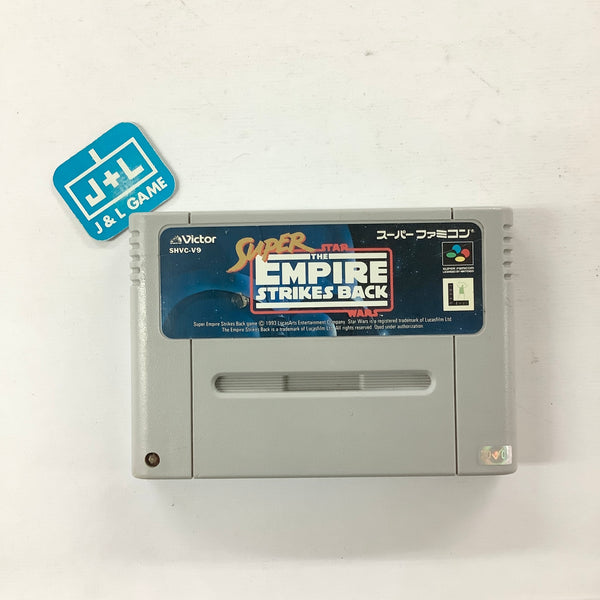 J+L
J & L GAME
Victor
SHVC-V9
SUPER STAR
THE
EMPIRE
STRIKES BACK
WARS
スーパーファミコン
SUPER FAMICOM
Super Empire Strikes Back game © 1993 LucasArts Entertainment Company. Star Wars is a registered trademark of Lucasfilm Ltd
The Empire Strikes Back is a trademark of Lucasfilm Ltd. All rights reserved. Used under authorization.